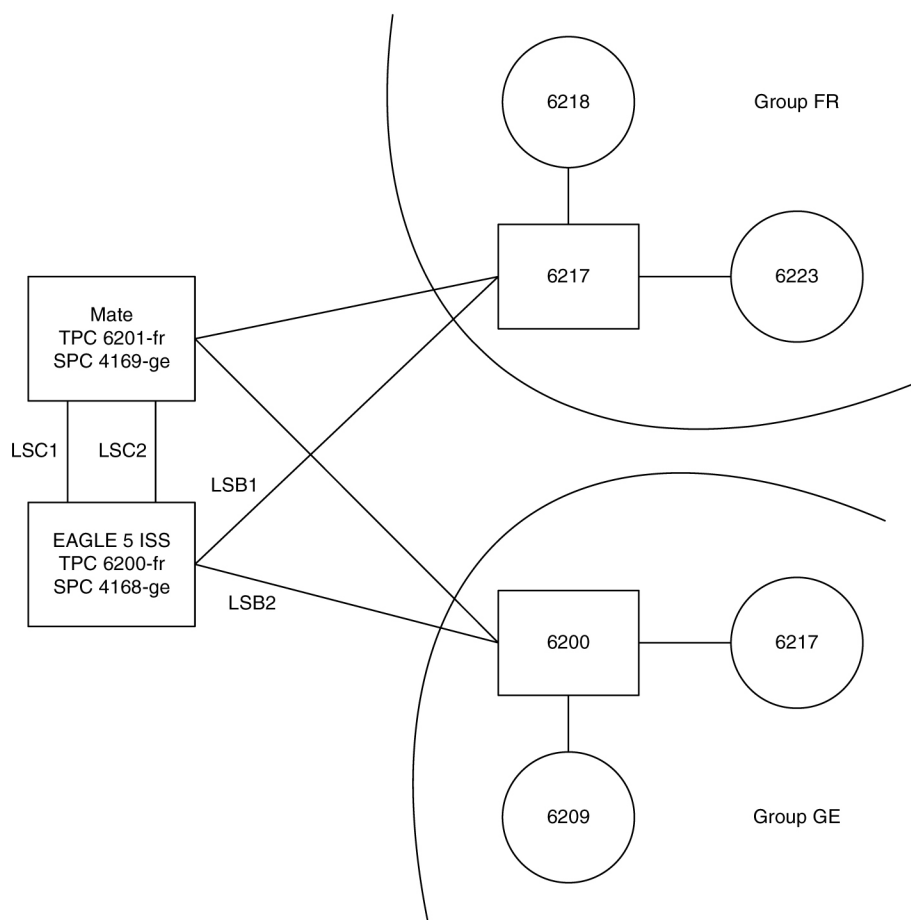 6218
Group FR
6217
6223
Mate
TPC 6201-fr
SPC 4169-ge
LSC1
LSC2
LSB1
EAGLE 5 ISS
TPC 6200-fr
SPC 4168-ge
LSB2
6200
6217
6209
Group GE